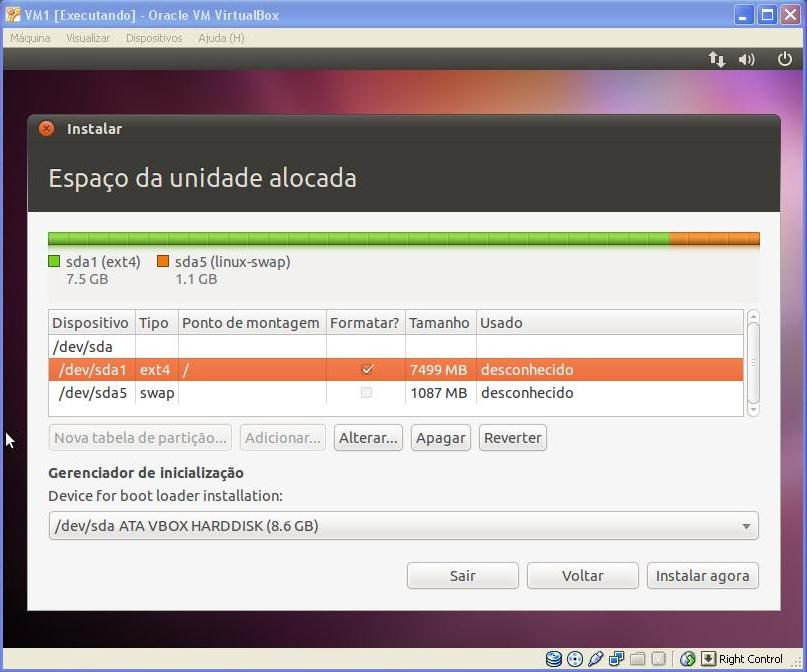 VM1 [Executando] - Oracle VM VirtualBox
Máquina Visualizar Dispositivos Ajuda (H)
Instalar
Espaço da unidade alocada
sda1 (ext4) sda5 (linux-swap)
7.5 GB 1.1 GB
Dispositivo Tipo Ponto de montagem Formatar? Tamanho Usado
/dev/sda
/dev/sda1 ext4 / 7499 MB desconhecido
/dev/sda5 swap 1087 MB desconhecido
Nova tabela de partição... Adicionar... Alterar... Apagar Reverter
Gerenciador de inicialização
Device for boot loader installation:
/dev/sda ATA VBOX HARDDISK (8.6 GB)
Sair Voltar Instalar agora
Right Control